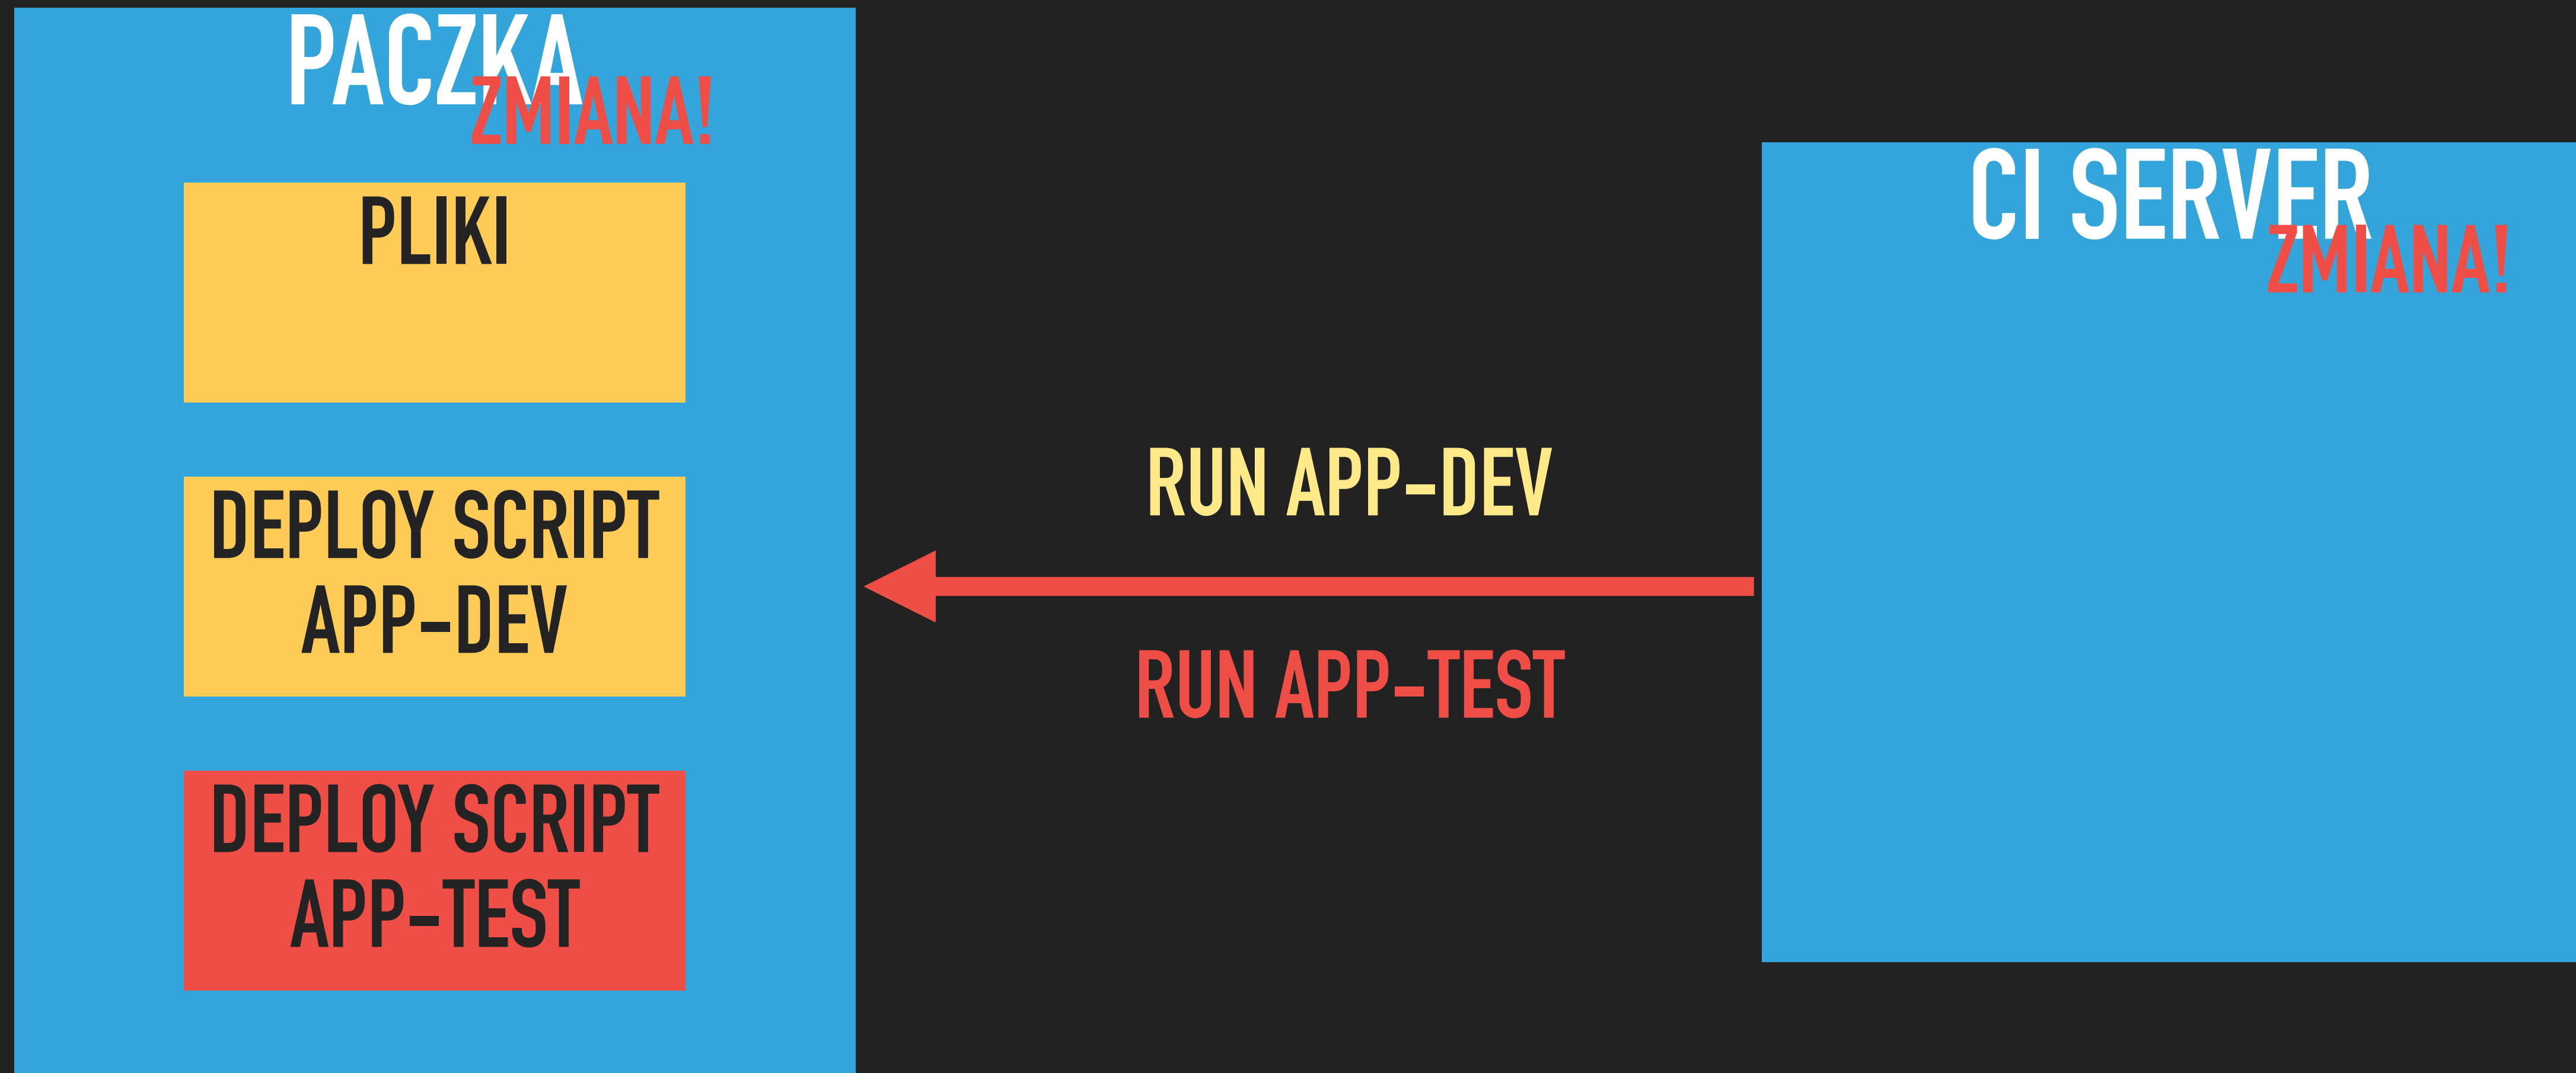 PACZKA
ZMIANA!
PLIKI
DEPLOY SCRIPT
APP-DEV
DEPLOY SCRIPT
APP-TEST
RUN APP-DEV
RUN APP-TEST
CI SERVER
ZMIANA!